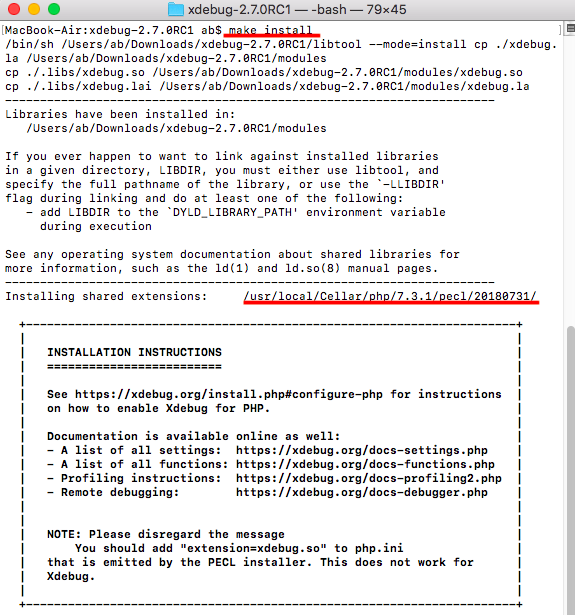 xdebug-2.7.0RC1 — -bash — 79×45
[MacBook-Air:xdebug-2.7.0RC1 ab$ make install
/bin/sh /Users/ab/Downloads/xdebug-2.7.0RC1/libtool --mode=install cp ./xdebug.
la /Users/ab/Downloads/xdebug-2.7.0RC1/modules
cp ./.libs/xdebug.so /Users/ab/Downloads/xdebug-2.7.0RC1/modules/xdebug.so
cp ./.libs/xdebug.lai /Users/ab/Downloads/xdebug-2.7.0RC1/modules/xdebug.la
----------------------------------------------------------------------
Libraries have been installed in:
   /Users/ab/Downloads/xdebug-2.7.0RC1/modules

If you ever happen to want to link against installed libraries
in a given directory, LIBDIR, you must either use libtool, and
specify the full pathname of the library, or use the `-LLIBDIR'
flag during linking and do at least one of the following:
   - add LIBDIR to the `DYLD_LIBRARY_PATH' environment variable
     during execution

See any operating system documentation about shared libraries for
more information, such as the ld(1) and ld.so(8) manual pages.
----------------------------------------------------------------------
Installing shared extensions:     /usr/local/Cellar/php/7.3.1/pecl/20180731/

  +----------------------------------------------------------------------+
  |                                                                      |
  |   INSTALLATION INSTRUCTIONS                                          |
  |   =========================                                          |
  |                                                                      |
  |   See https://xdebug.org/install.php#configure-php for instructions  |
  |   on how to enable Xdebug for PHP.                                   |
  |                                                                      |
  |   Documentation is available online as well:                         |
  |   - A list of all settings:  https://xdebug.org/docs-settings.php    |
  |   - A list of all functions: https://xdebug.org/docs-functions.php   |
  |   - Profiling instructions:  https://xdebug.org/docs-profiling2.php  |
  |   - Remote debugging:        https://xdebug.org/docs-debugger.php    |
  |                                                                      |
  |                                                                      |
  |   NOTE: Please disregard the message                                 |
  |       You should add "extension=xdebug.so" to php.ini                |
  |   that is emitted by the PECL installer. This does not work for      |
  |   Xdebug.                                                            |
  |                                                                      |
  +----------------------------------------------------------------------+